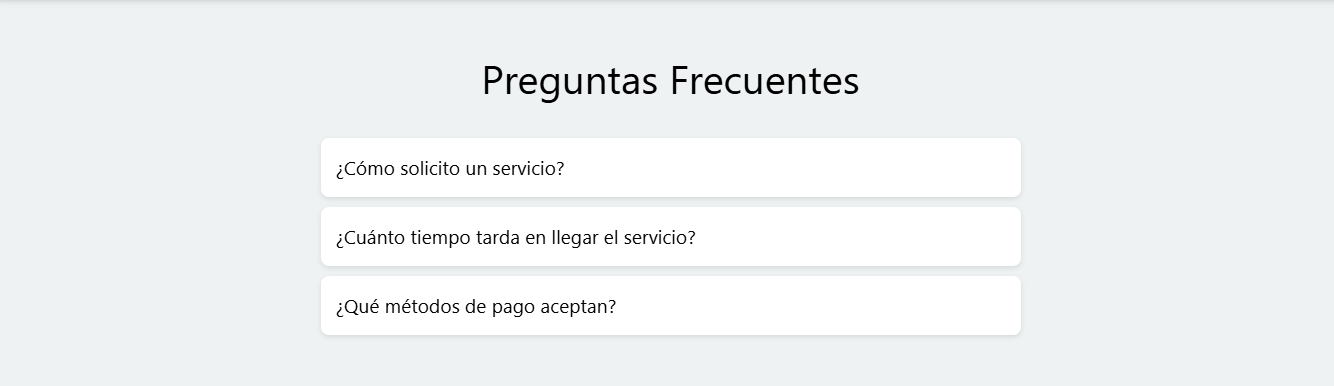 Preguntas Frecuentes
¿Cómo solicito un servicio?
¿Cuánto tiempo tarda en llegar el servicio?
¿Qué métodos de pago aceptan?